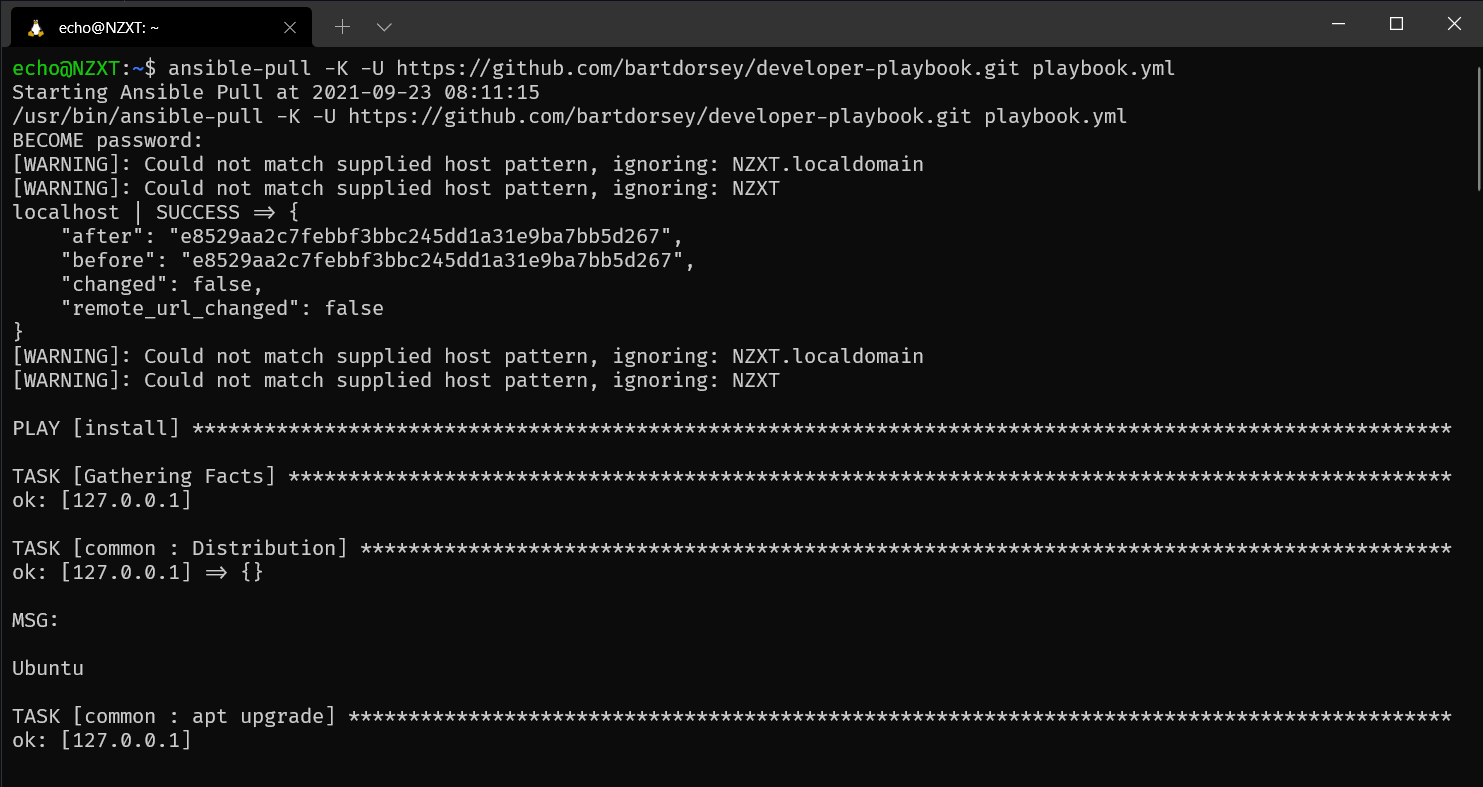 echo@NZXT: ~
echo@NZXT:~$ ansible-pull -K -U https://github.com/bartdorsey/developer-playbook.git playbook.yml
Starting Ansible Pull at 2021-09-23 08:11:15
/usr/bin/ansible-pull -K -U https://github.com/bartdorsey/developer-playbook.git playbook.yml
BECOME password:
[WARNING]: Could not match supplied host pattern, ignoring: NZXT.localdomain
[WARNING]: Could not match supplied host pattern, ignoring: NZXT
localhost | SUCCESS => {
    "after": "e8529aa2c7febbf3bbc245dd1a31e9ba7bb5d267",
    "before": "e8529aa2c7febbf3bbc245dd1a31e9ba7bb5d267",
    "changed": false,
    "remote_url_changed": false
}
[WARNING]: Could not match supplied host pattern, ignoring: NZXT.localdomain
[WARNING]: Could not match supplied host pattern, ignoring: NZXT
PLAY [install] *********************************************************************************************************
TASK [Gathering Facts] *************************************************************************************************
ok: [127.0.0.1]
TASK [common : Distribution] *******************************************************************************************
ok: [127.0.0.1] => {}
MSG:
Ubuntu
TASK [common : apt upgrade] ********************************************************************************************
ok: [127.0.0.1]